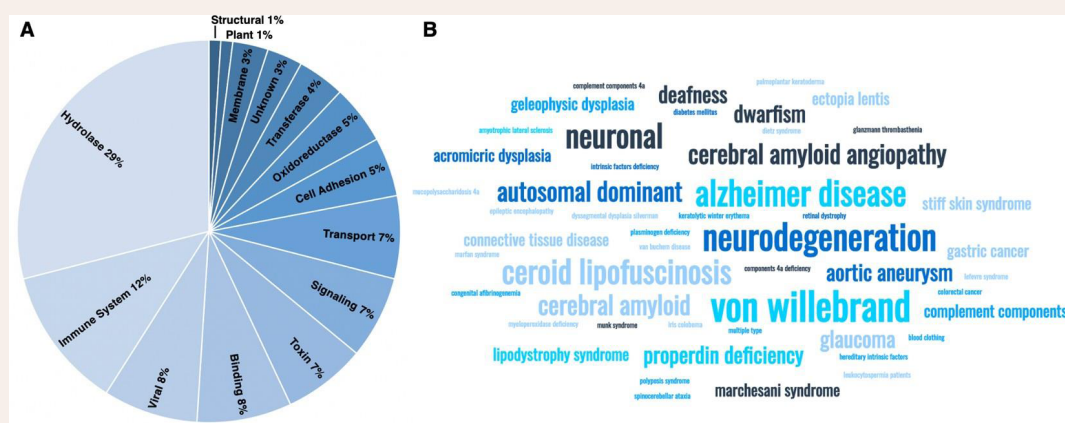 A
Structural 1%
Plant 1%
Membrane 3%
Unknown 3%
Transferase 4%
Oxidoreductase 5%
Cell Adhesion 5%
Transport 7%
Signaling 7%
Toxin 7%
Binding 8%
Viral 8%
Immune System 12%
Hydrolase 29%
B
palmoplantar keratoderma
complement components 4a
deafness
ectopia lentis
geleophysic dysplasia
diabetes mellitus
dwarfism
amyotrophic lateral sclerosis
neuronal
dietz syndrome
glanzmann thrombasthenia
acromicric dysplasia
intrinsic factors deficiency
cerebral amyloid angiopathy
mucopolysaccharidosis 4a
autosomal dominant
alzheimer disease
stiff skin syndrome
epileptic encephalopathy
dyssegmental dysplasia silverman
keratolytic winter erythema
retinal dystrophy
plasminogen deficiency
connective tissue disease
van buchem disease
neurodegeneration
gastric cancer
marfan syndrome
ceroid lipofuscinosis
components 4a deficiency
aortic aneurysm
lefevre syndrome
congenital afibrinogenemia
colorectal cancer
cerebral amyloid
von willebrand
complement components
myeloperoxidase deficiency
munk syndrome
iris coloboma
multiple type
glaucoma
blood clothing
lipodystrophy syndrome
properdin deficiency
hereditary intrinsic factors
leukocytospermia patients
polyposis syndrome
marchesani syndrome
spinocerebellar ataxia